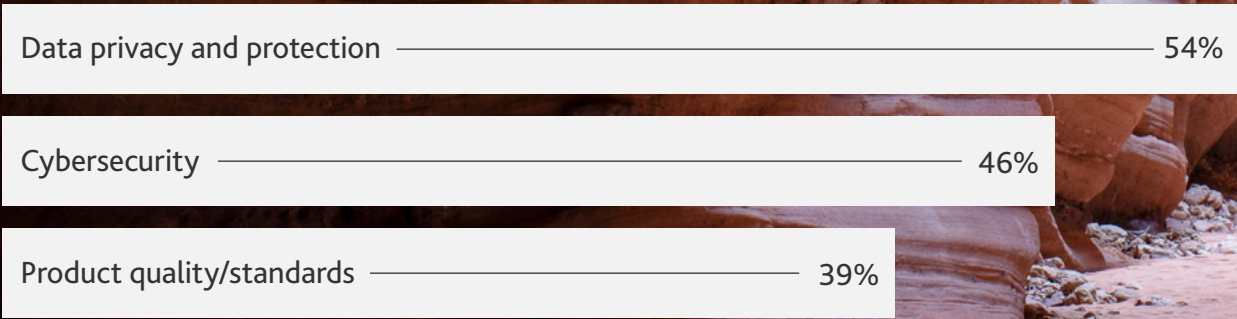 Data privacy and protection 54%
Cybersecurity 46%
Product quality/standards 39%